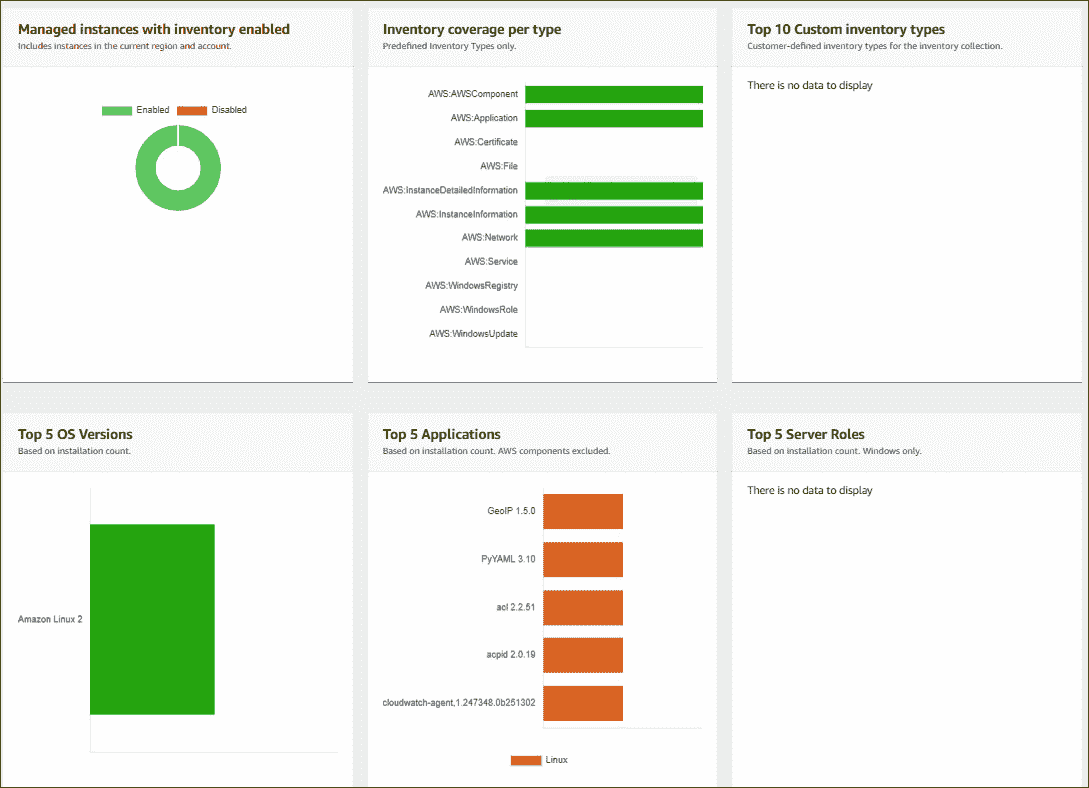 Managed instances with inventory enabled
Includes instances in the current region and account.
Enabled
Disabled
Inventory coverage per type
Predefined Inventory Types only.
AWS:AWSComponent
AWS:Application
AWS:Certificate
AWS:File
AWS:InstanceDetailedInformation
AWS:InstanceInformation
AWS:Network
AWS:Service
AWS:WindowsRegistry
AWS:WindowsRole
AWS:WindowsUpdate
Top 10 Custom inventory types
Customer-defined inventory types for the inventory collection.
There is no data to display
Top 5 OS Versions
Based on installation count.
Amazon Linux 2
Top 5 Applications
Based on installation count. AWS components excluded.
GeoIP 1.5.0
PyYAML 3.10
acl 2.2.51
acpid 2.0.19
cloudwatch-agent,1.247348.0b251302
Linux
Top 5 Server Roles
Based on installation count. Windows only.
There is no data to display